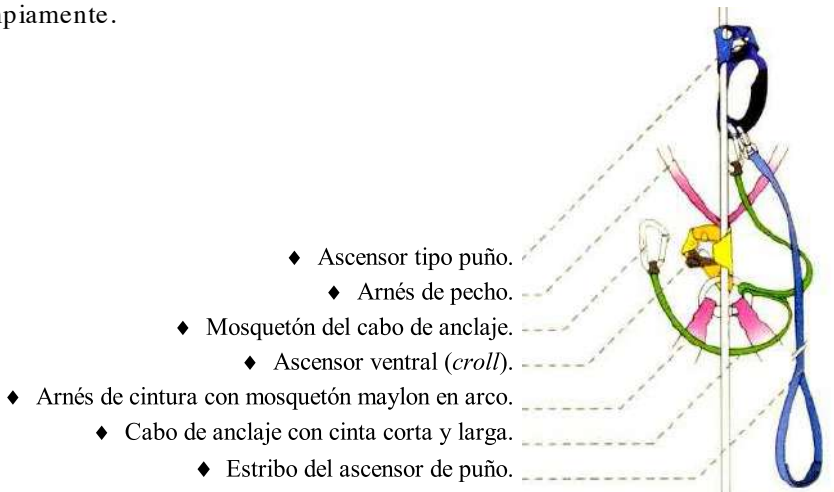 ♦ Ascensor tipo puño.
♦ Arnés de pecho.
♦ Mosquetón del cabo de anclaje.
♦ Ascensor ventral (croll).
♦ Arnés de cintura con mosquetón maylon en arco.
♦ Cabo de anclaje con cinta corta y larga.
♦ Estribo del ascensor de puño.